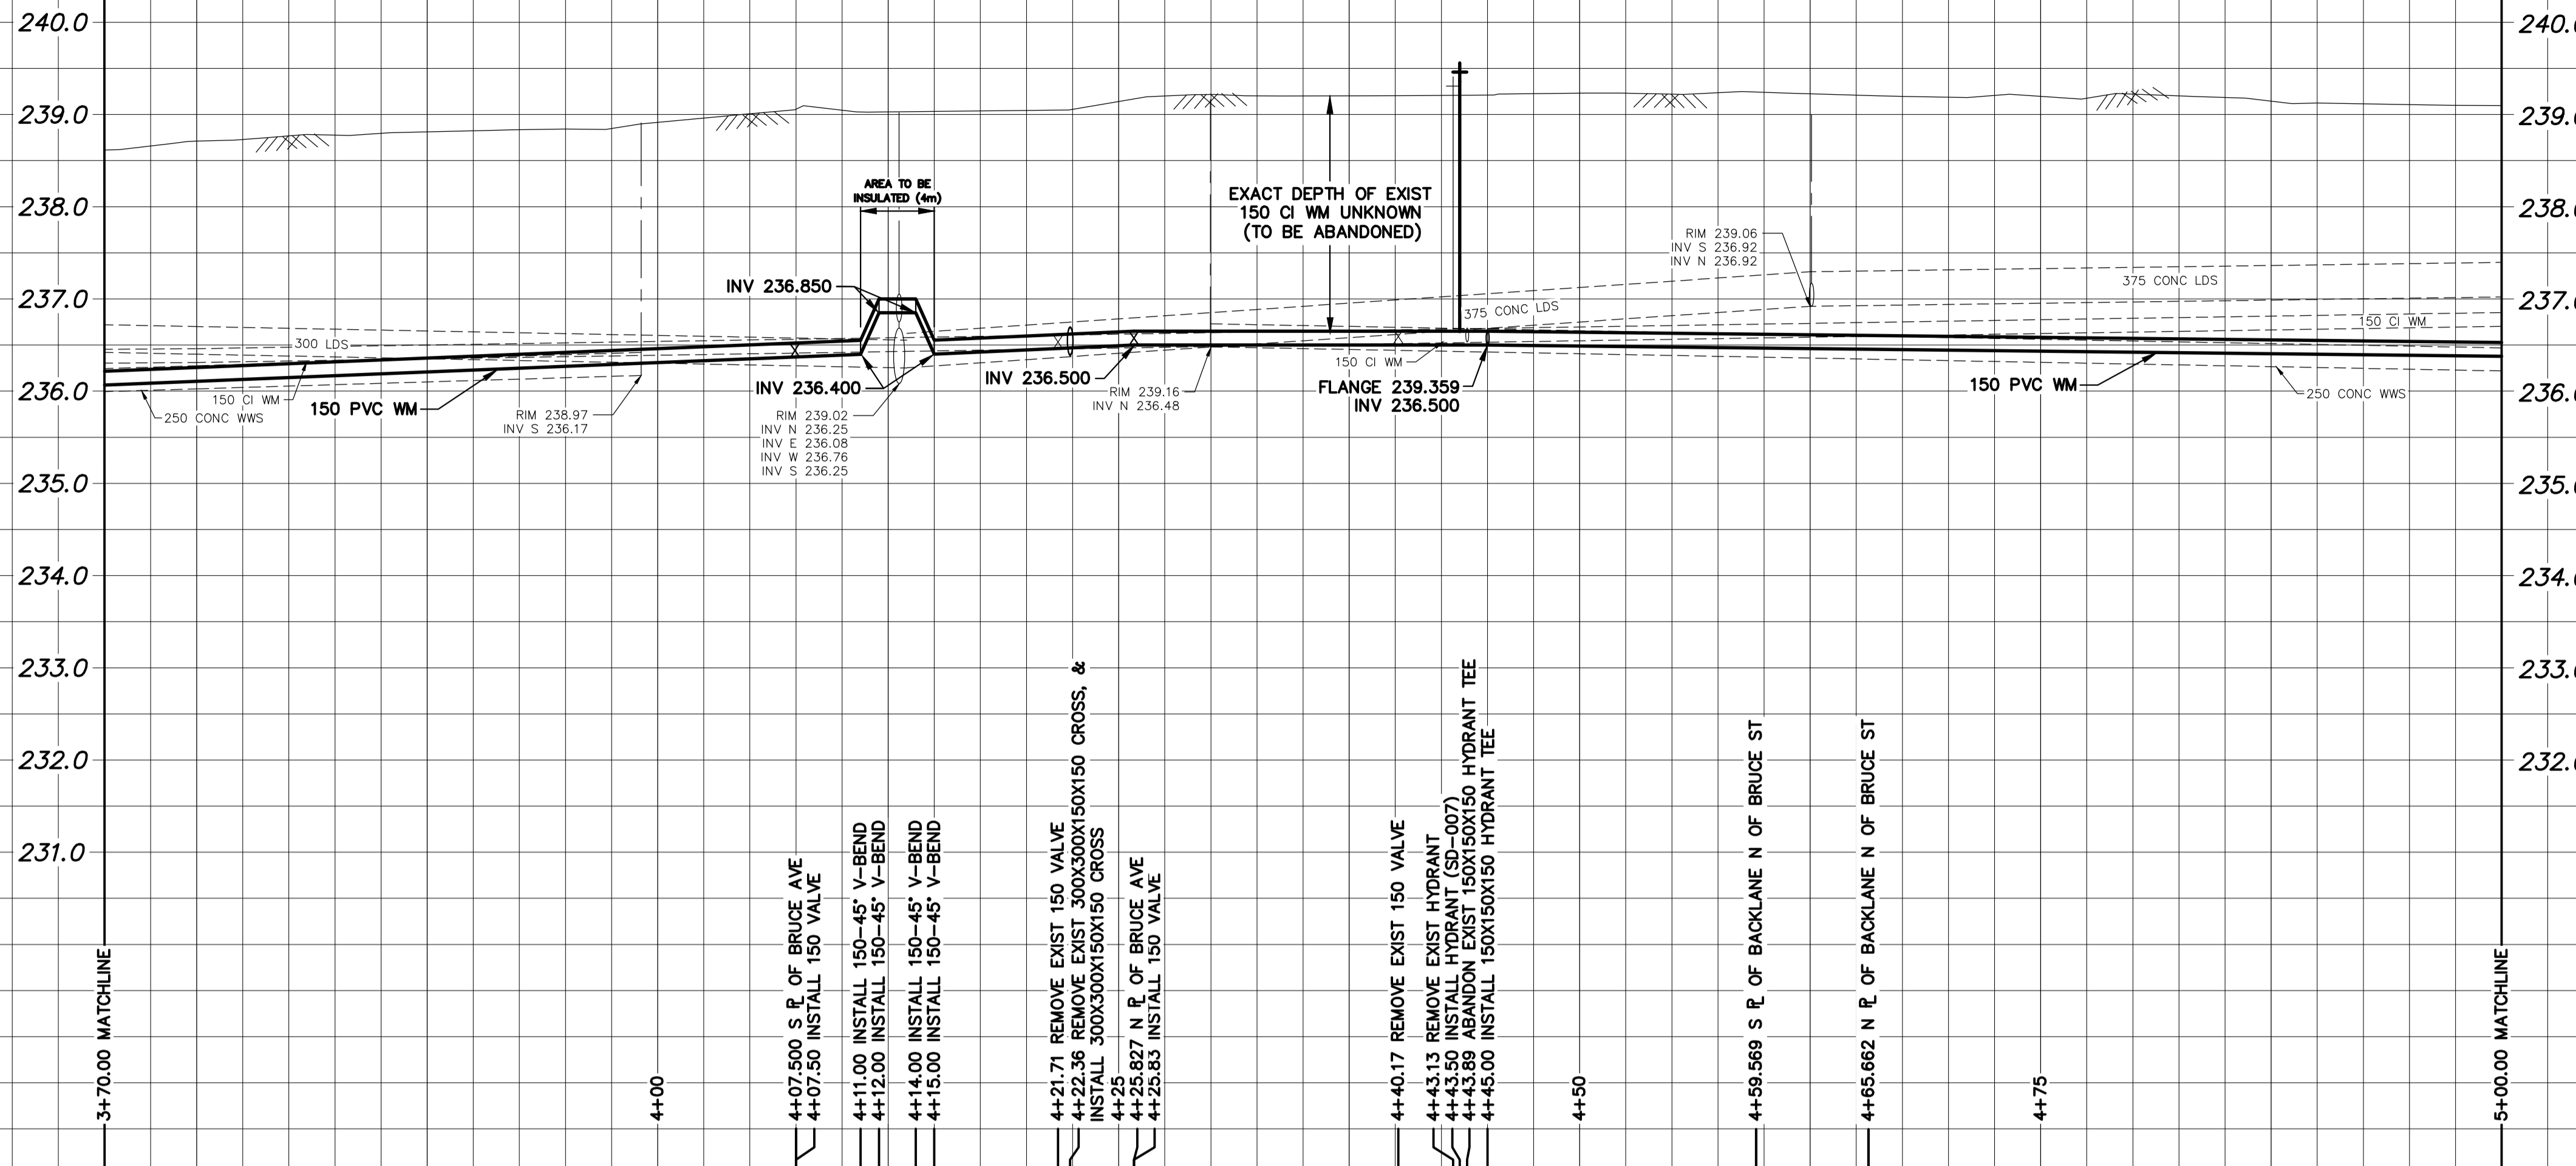 240.0
239.0
238.0
237.0
236.0
235.0
234.0
233.0
232.0
231.0
AREA TO BE
INSULATED (4m)
EXACT DEPTH OF EXIST
150 CI WM UNKNOWN
(TO BE ABANDONED)
RIM 239.06
INV S 236.92
INV N 236.92
INV 236.850
375 CONC LDS
375 CONC LDS
150 CI WM
300 LDS
150 CI WM
250 CONC WWS
150 PVC WM
RIM 238.97
INV S 236.17
INV 236.400
RIM 239.02
INV N 236.25
INV E 236.08
INV W 236.76
INV S 236.25
INV 236.500
RIM 239.16
INV N 236.48
150 CI WM
FLANGE 239.359
INV 236.500
150 PVC WM
250 CONC WWS
240.
239.
238.
237.
236.
235.
234.
233.
232.
3+70.00 MATCHLINE
4+00
4+07.500 S PL OF BRUCE AVE
4+07.50 INSTALL 150 VALVE
4+11.00 INSTALL 150-45° V-BEND
4+12.00 INSTALL 150-45° V-BEND
4+14.00 INSTALL 150-45° V-BEND
4+15.00 INSTALL 150-45° V-BEND
4+21.71 REMOVE EXIST 150 VALVE
4+22.36 REMOVE EXIST 300X300X150X150 CROSS, &
INSTALL 300X300X150X150 CROSS
4+25
4+25.827 N PL OF BRUCE AVE
4+25.83 INSTALL 150 VALVE
4+40.17 REMOVE EXIST 150 VALVE
4+43.13 REMOVE EXIST HYDRANT
4+43.50 INSTALL HYDRANT (SD-007)
4+43.89 ABANDON EXIST 150X150X150 HYDRANT TEE
4+45.00 INSTALL 150X150X150 HYDRANT TEE
4+50
4+59.569 S PL OF BACKLANE N OF BRUCE ST
4+65.662 N PL OF BACKLANE N OF BRUCE ST
4+75
5+00.00 MATCHLINE